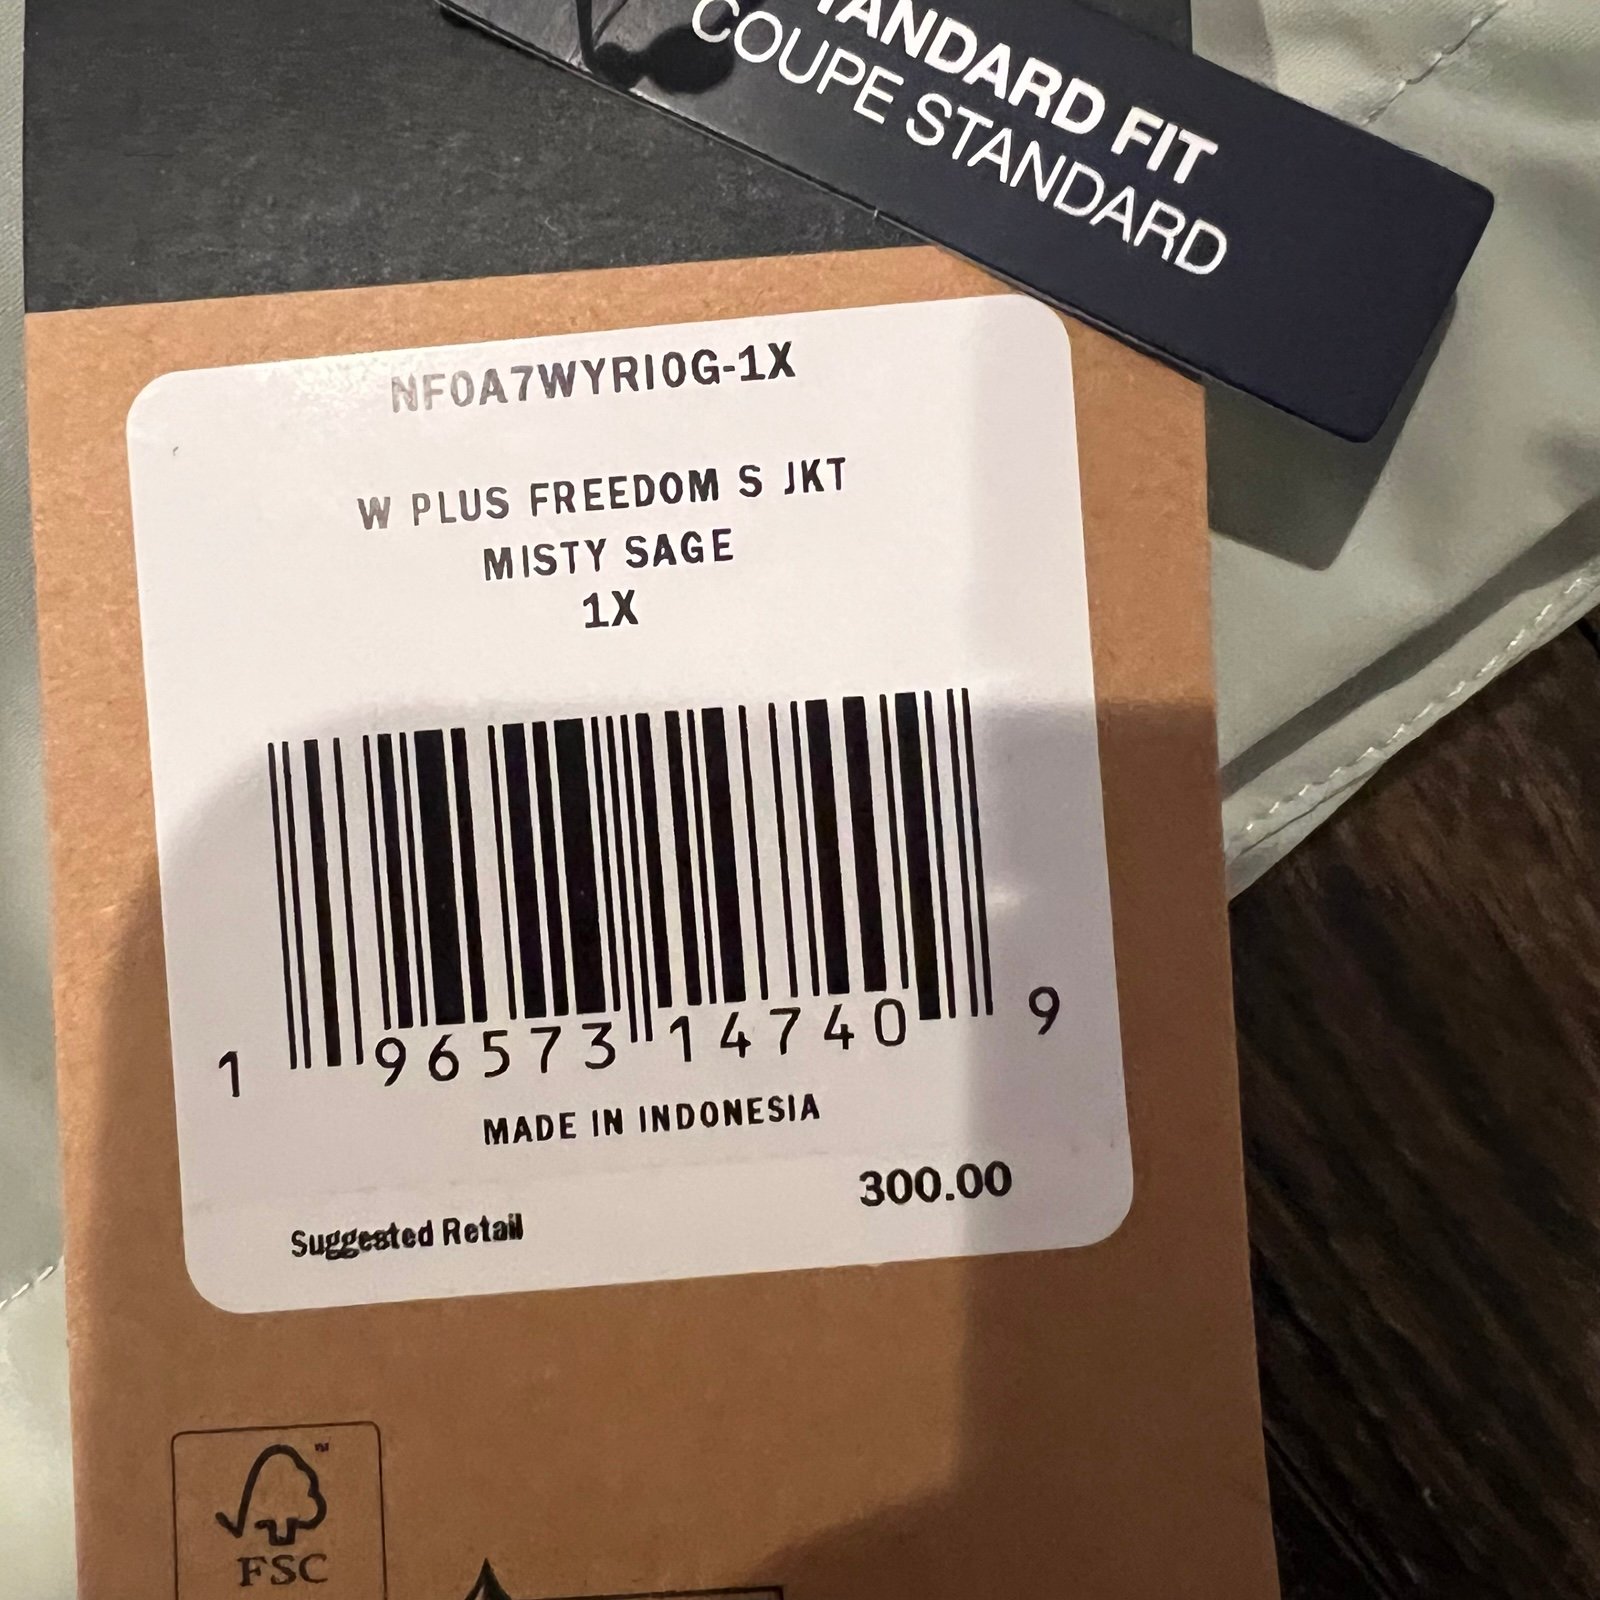 STANDARD FIT
COUPE STANDARD
NF0A7WYRI0G-1X
W PLUS FREEDOM S JKT
MISTY SAGE
1X
1 96573 14740 9
MADE IN INDONESIA
300.00
Suggested Retail
TM
FSC